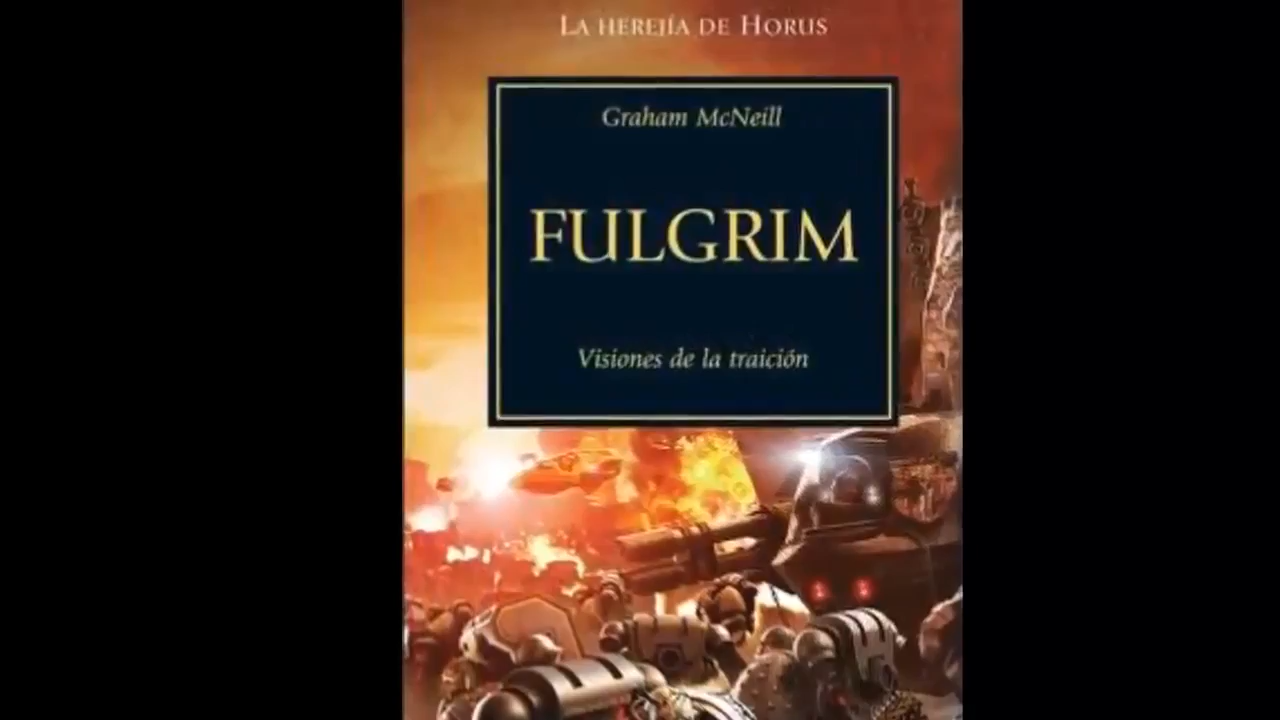 LA HEREJÍA DE HORUS
Graham McNeill
FULGRIM
Visiones de la traición